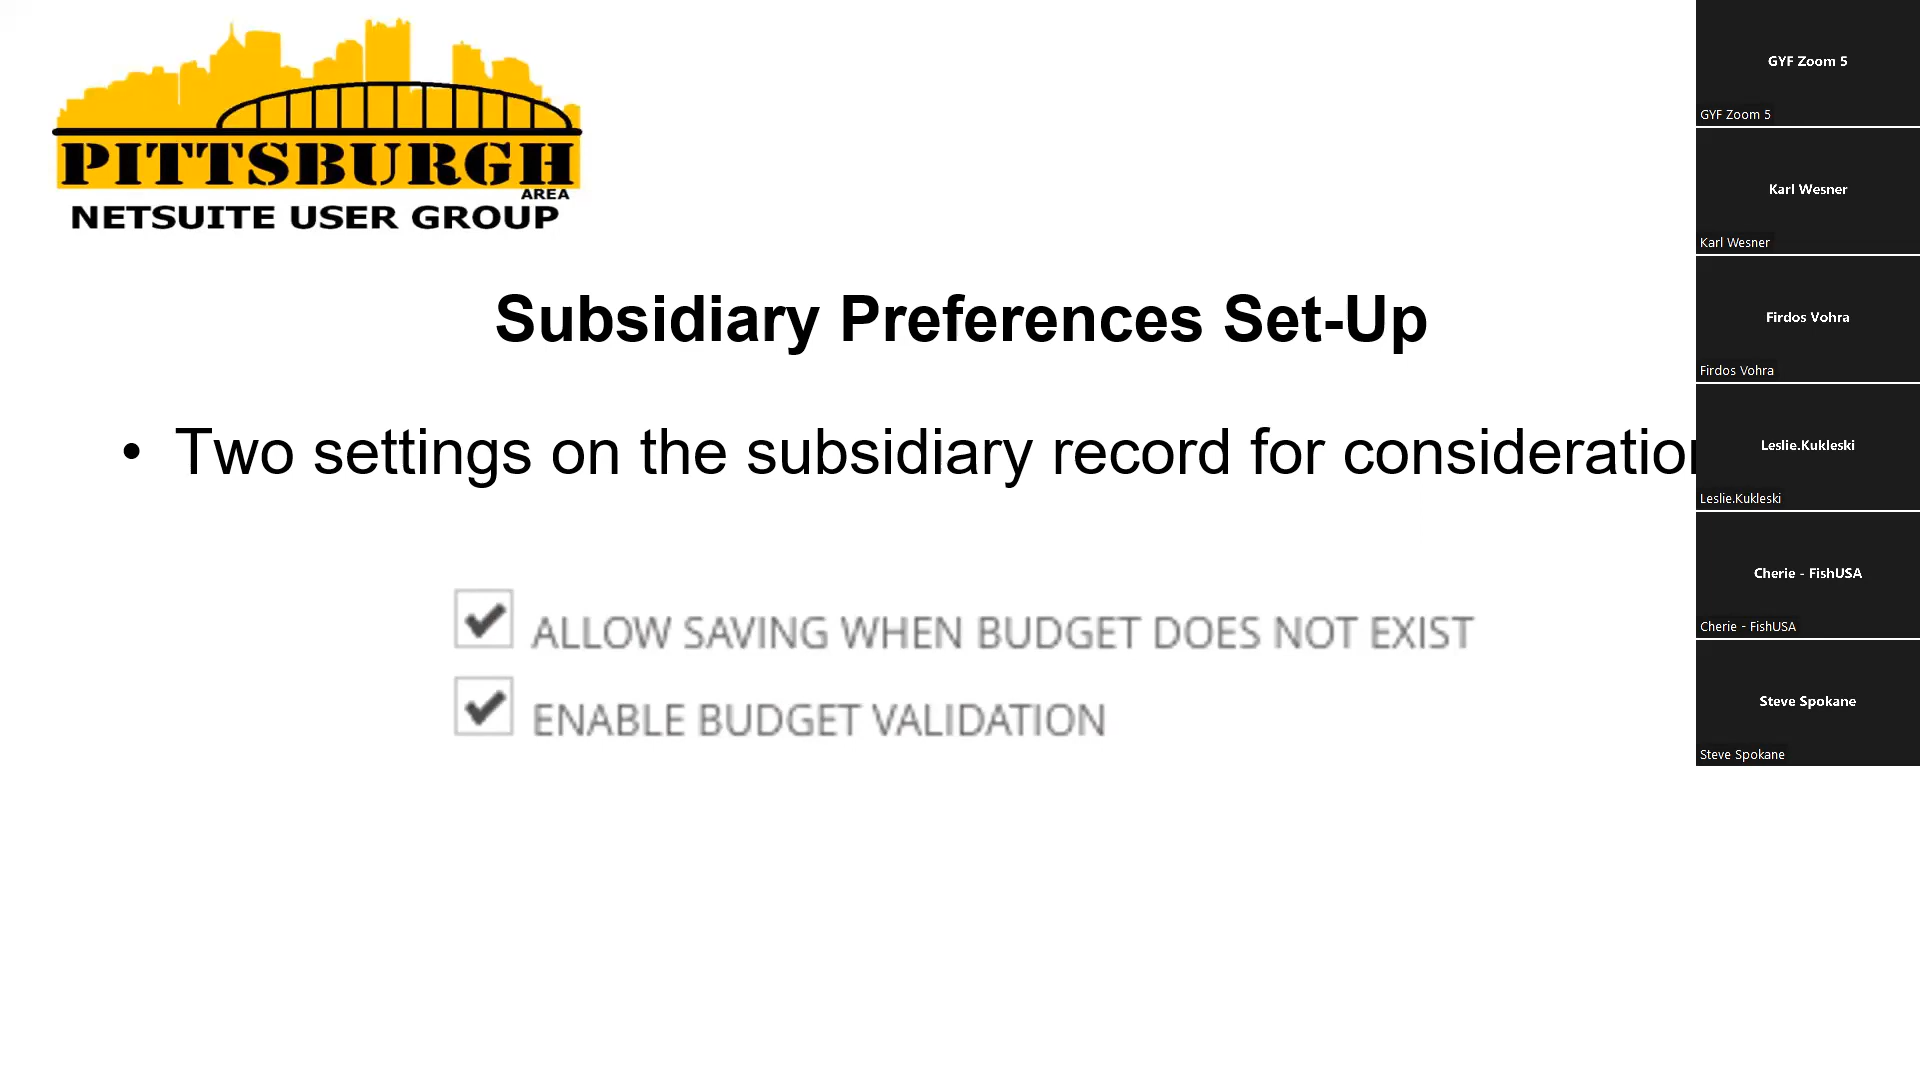 PITTSBURGH
AREA
NETSUITE USER GROUP
Subsidiary Preferences Set-Up
• Two settings on the subsidiary record for consideration
ALLOW SAVING WHEN BUDGET DOES NOT EXIST
ENABLE BUDGET VALIDATION
GYF Zoom 5
GYF Zoom 5
Karl Wesner
Karl Wesner
Firdos Vohra
Firdos Vohra
Leslie.Kukleski
Leslie.Kukleski
Cherie - FishUSA
Cherie - FishUSA
Steve Spokane
Steve Spokane